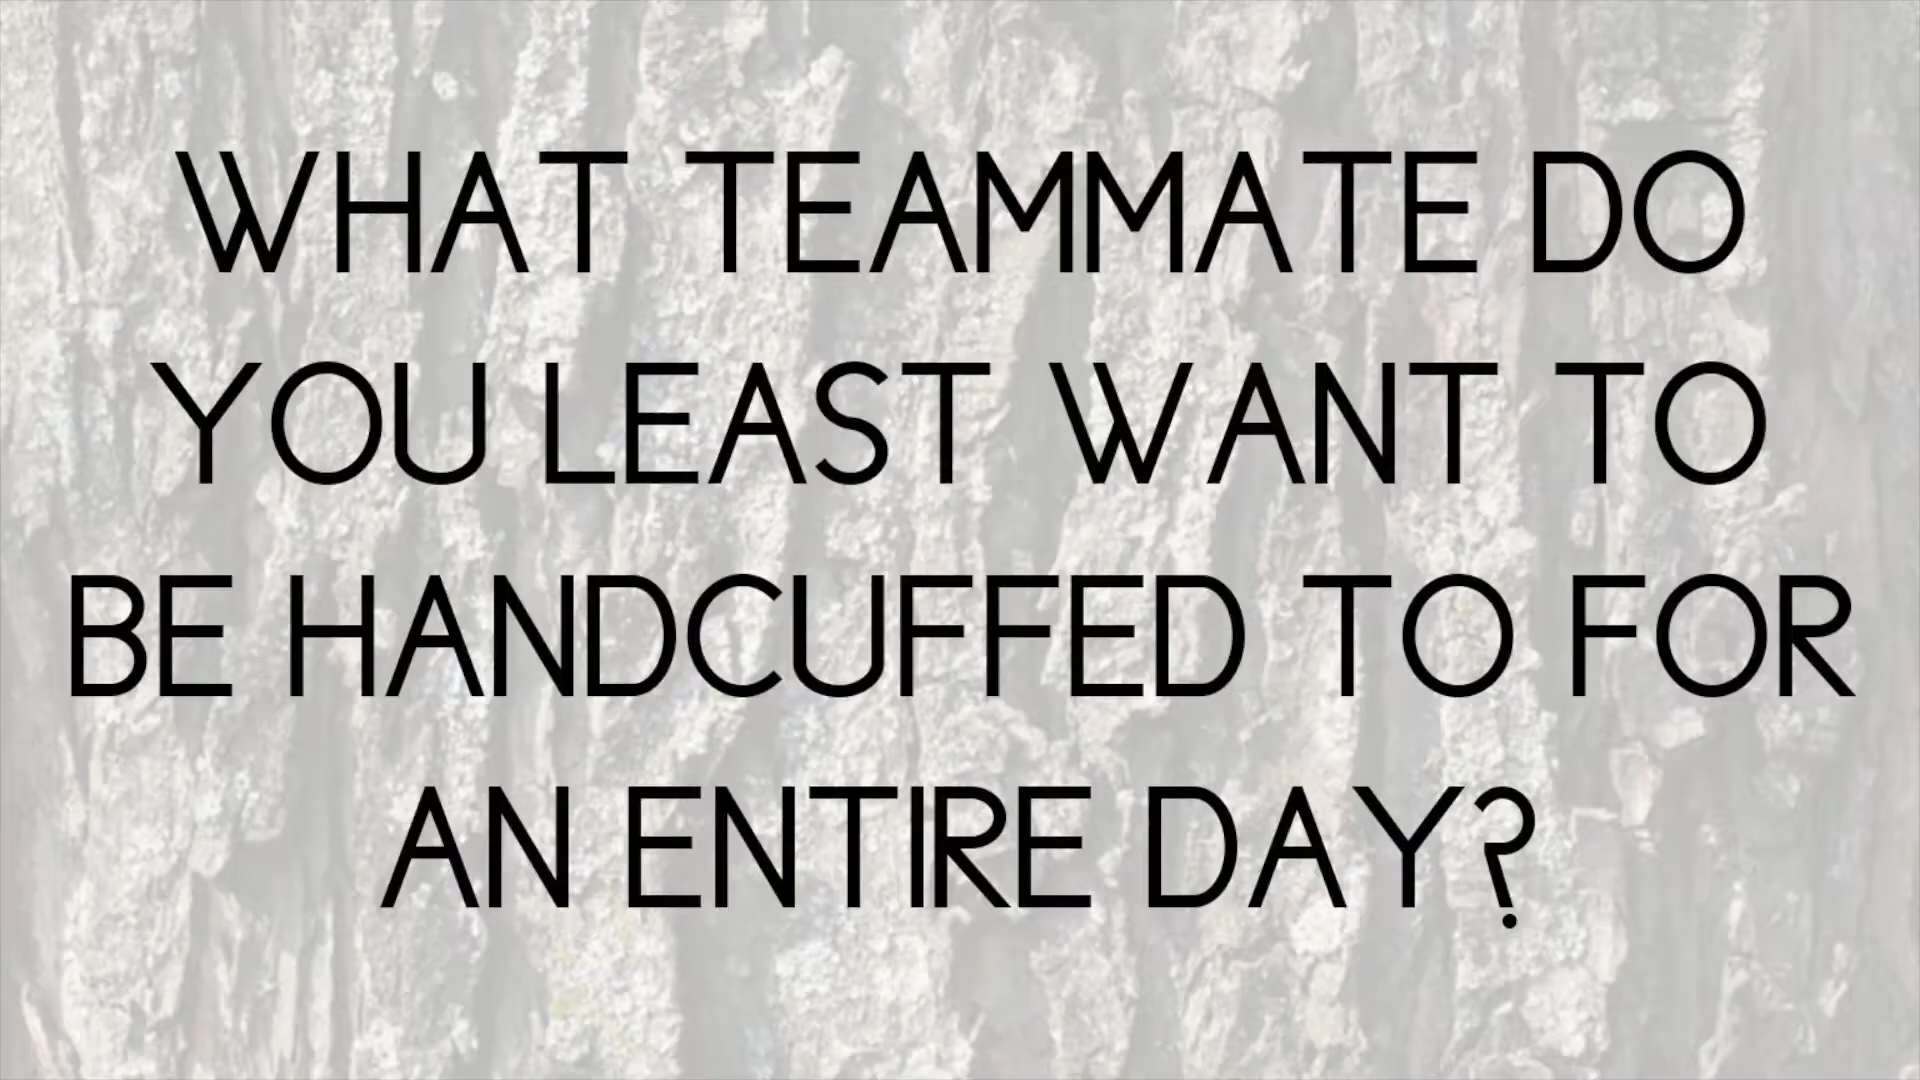 WHAT TEAMMATE DO
YOU LEAST WANT TO
BE HANDCUFFED TO FOR
AN ENTIRE DAY?